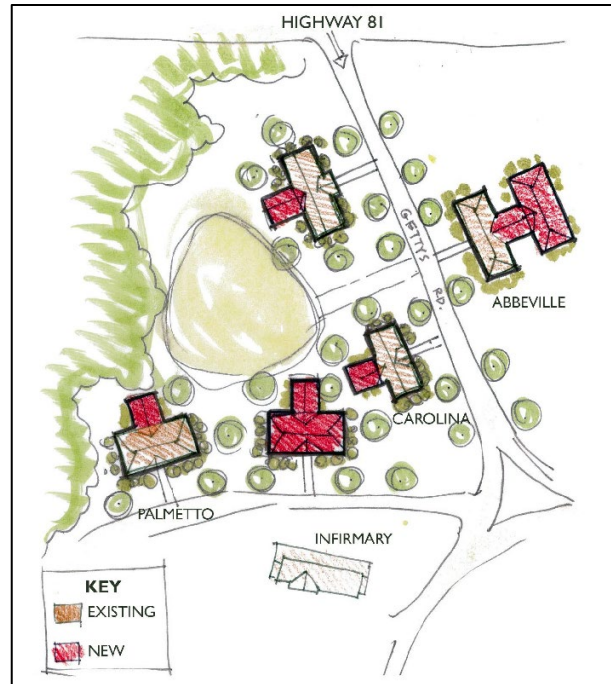 HIGHWAY 81
GETTYS RD.
ABBEVILLE
CAROLINA
PALMETTO
INFIRMARY
KEY
EXISTING
NEW